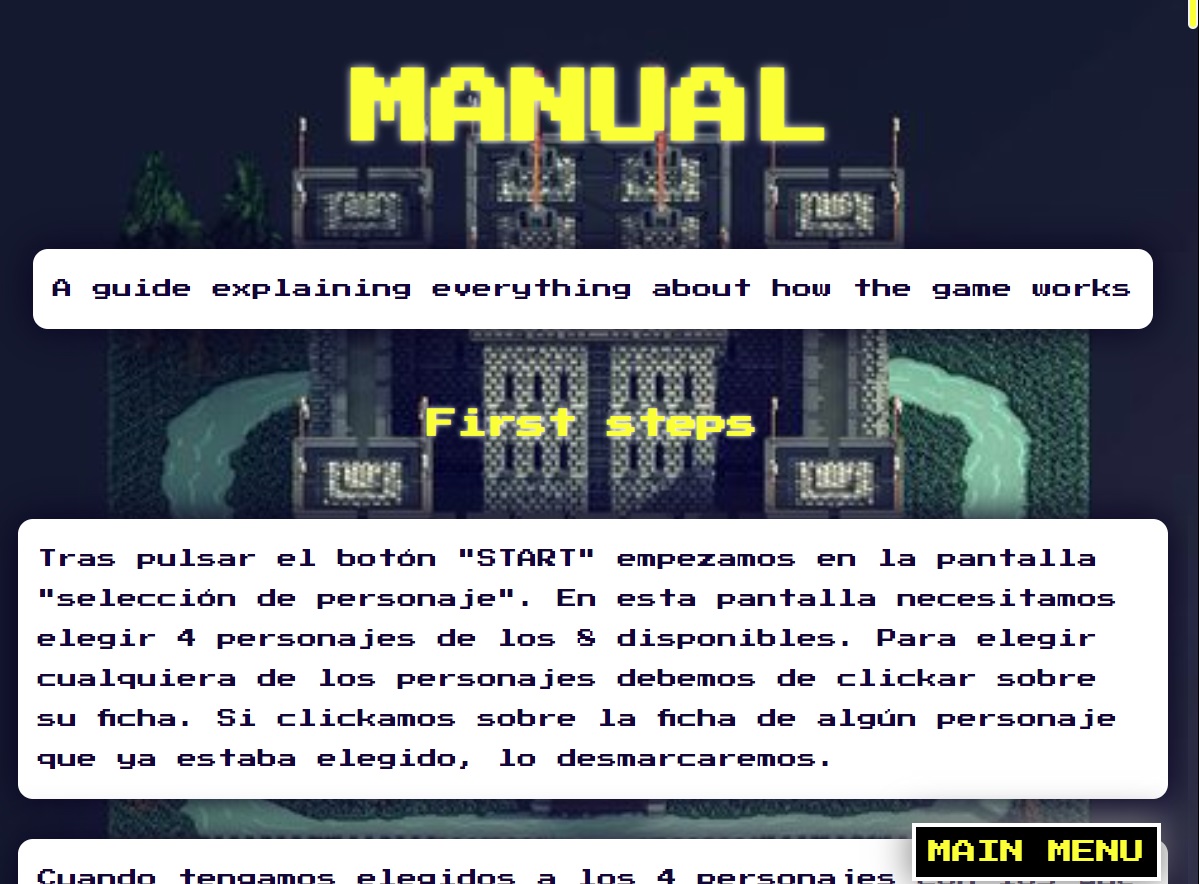 MANUAL
A guide explaining everything about how the game works
First steps
Tras pulsar el botón "START" empezamos en la pantalla
"selección de personaje". En esta pantalla necesitamos
elegir 4 personajes de los 8 disponibles. Para elegir
cualquiera de los personajes debemos de clickar sobre
su ficha. Si clickamos sobre la ficha de algún personaje
que ya estaba elegido, lo desmarcaremos.
Cuando tengamos elegidos a los 4 personajes
MAIN MENU